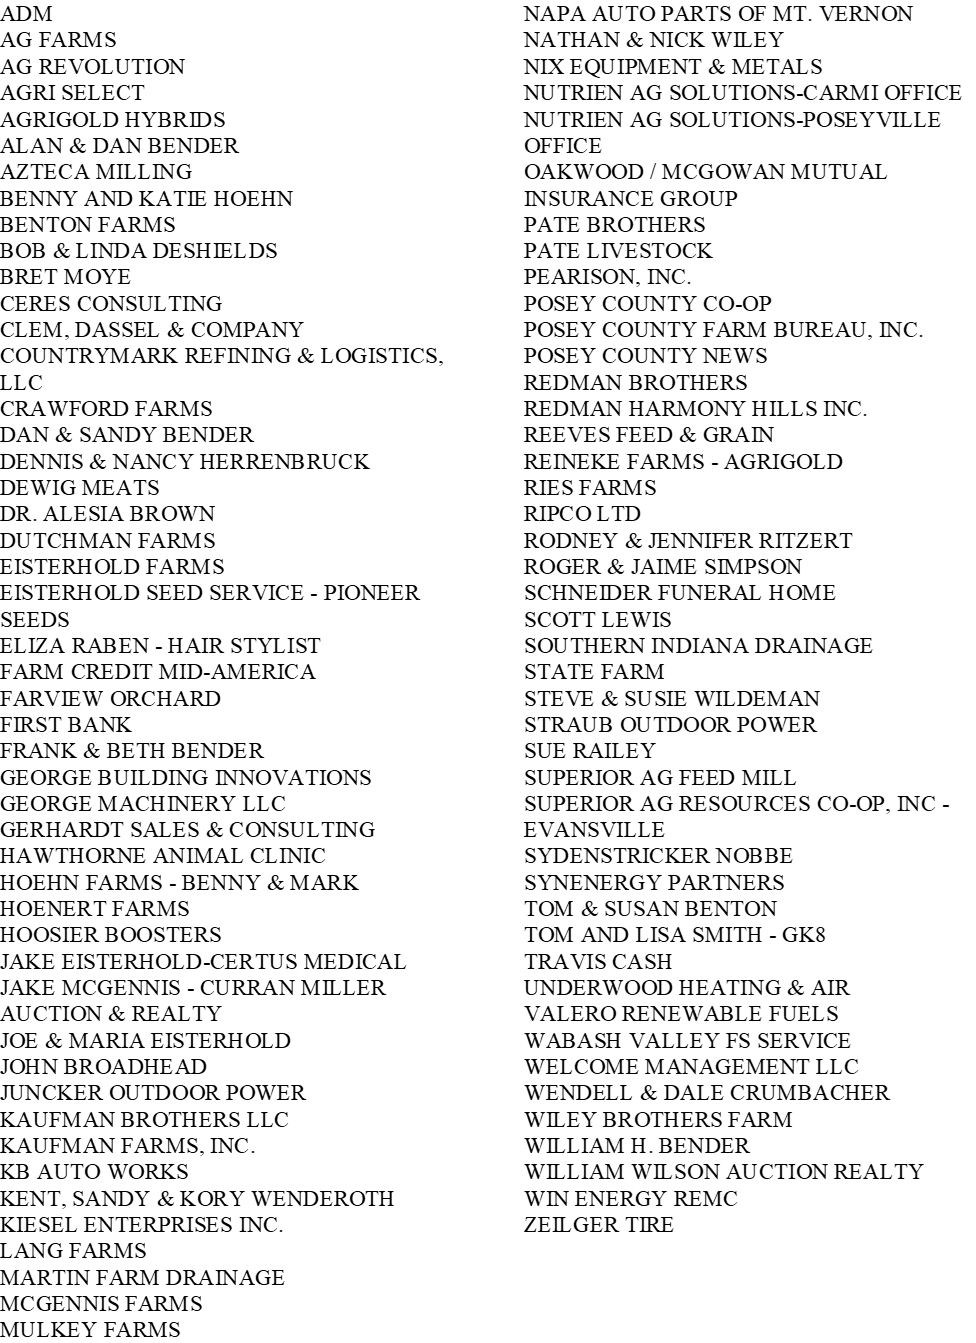 ADM
AG FARMS
AG REVOLUTION
AGRI SELECT
AGRIGOLD HYBRIDS
ALAN & DAN BENDER
AZTECA MILLING
BENNY AND KATIE HOEHN
BENTON FARMS
BOB & LINDA DESHIELDS
BRET MOYE
CERES CONSULTING
CLEM, DASSEL & COMPANY
COUNTRYMARK REFINING & LOGISTICS,
LLC
CRAWFORD FARMS
DAN & SANDY BENDER
DENNIS & NANCY HERRENBRUCK
DEWIG MEATS
DR. ALESIA BROWN
DUTCHMAN FARMS
EISTERHOLD FARMS
EISTERHOLD SEED SERVICE - PIONEER
SEEDS
ELIZA RABEN - HAIR STYLIST
FARM CREDIT MID-AMERICA
FARVIEW ORCHARD
FIRST BANK
FRANK & BETH BENDER
GEORGE BUILDING INNOVATIONS
GEORGE MACHINERY LLC
GERHARDT SALES & CONSULTING
HAWTHORNE ANIMAL CLINIC
HOEHN FARMS - BENNY & MARK
HOENERT FARMS
HOOSIER BOOSTERS
JAKE EISTERHOLD-CERTUS MEDICAL
JAKE MCGENNIS - CURRAN MILLER
AUCTION & REALTY
JOE & MARIA EISTERHOLD
JOHN BROADHEAD
JUNCKER OUTDOOR POWER
KAUFMAN BROTHERS LLC
KAUFMAN FARMS, INC.
KB AUTO WORKS
KENT, SANDY & KORY WENDEROTH
KIESEL ENTERPRISES INC.
LANG FARMS
MARTIN FARM DRAINAGE
MCGENNIS FARMS
MULKEY FARMS
NAPA AUTO PARTS OF MT. VERNON
NATHAN & NICK WILEY
NIX EQUIPMENT & METALS
NUTRIEN AG SOLUTIONS-CARMI OFFICE
NUTRIEN AG SOLUTIONS-POSEYVILLE
OFFICE
OAKWOOD / MCGOWAN MUTUAL
INSURANCE GROUP
PATE BROTHERS
PATE LIVESTOCK
PEARISON, INC.
POSEY COUNTY CO-OP
POSEY COUNTY FARM BUREAU, INC.
POSEY COUNTY NEWS
REDMAN BROTHERS
REDMAN HARMONY HILLS INC.
REEVES FEED & GRAIN
REINEKE FARMS - AGRIGOLD
RIES FARMS
RIPCO LTD
RODNEY & JENNIFER RITZERT
ROGER & JAIME SIMPSON
SCHNEIDER FUNERAL HOME
SCOTT LEWIS
SOUTHERN INDIANA DRAINAGE
STATE FARM
STEVE & SUSIE WILDEMAN
STRAUB OUTDOOR POWER
SUE RAILEY
SUPERIOR AG FEED MILL
SUPERIOR AG RESOURCES CO-OP, INC -
EVANSVILLE
SYDENSTRICKER NOBBE
SYNENERGY PARTNERS
TOM & SUSAN BENTON
TOM AND LISA SMITH - GK8
TRAVIS CASH
UNDERWOOD HEATING & AIR
VALERO RENEWABLE FUELS
WABASH VALLEY FS SERVICE
WELCOME MANAGEMENT LLC
WENDELL & DALE CRUMBACHER
WILEY BROTHERS FARM
WILLIAM H. BENDER
WILLIAM WILSON AUCTION REALTY
WIN ENERGY REMC
ZEILGER TIRE